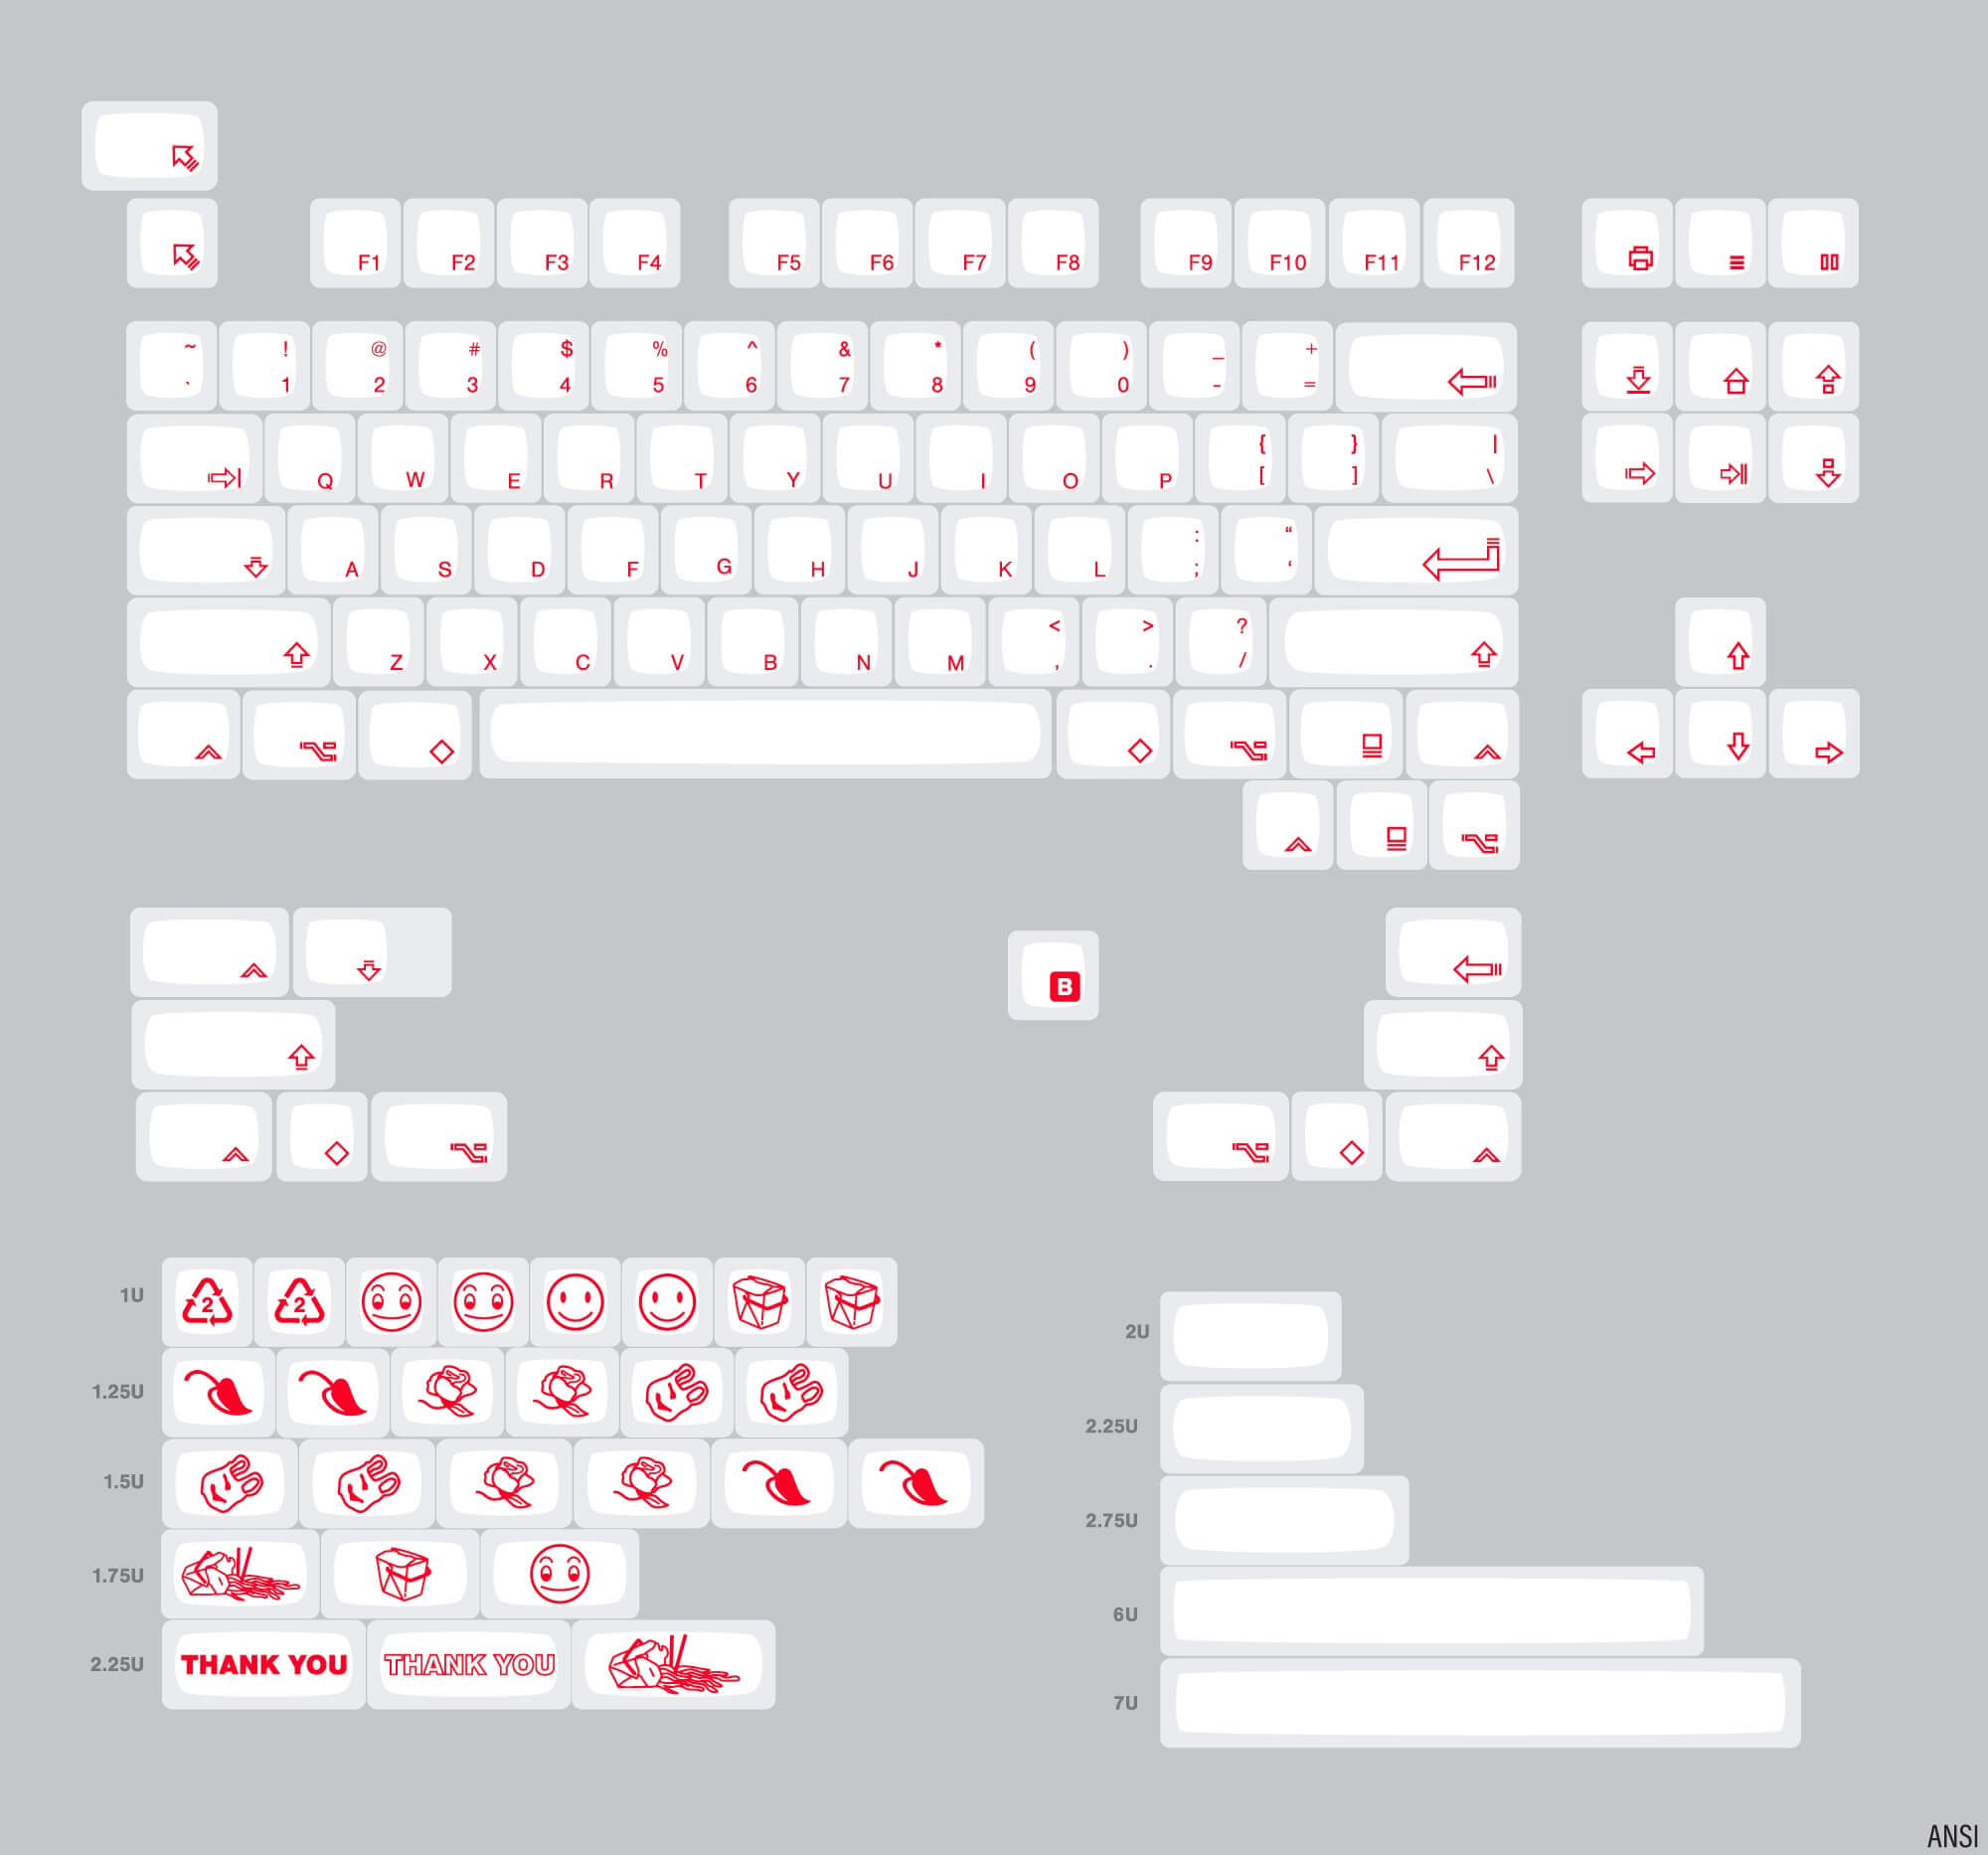 F1 F2 F3 F4 F5 F6 F7 F8 F9 F10 F11 F12
~ ! @ # $ % ^ & * ( ) _ +
` 1 2 3 4 5 6 7 8 9 0 - =
{ } |
Q W E R T Y U I O P [ ] \
: “
A S D F G H J K L ; ‘
< > ?
Z X C V B N M , . /
B
1U 2 2
1.25U
1.5U
1.75U
2.25U THANK YOU THANK YOU
2U
2.25U
2.75U
6U
7U
ANSI